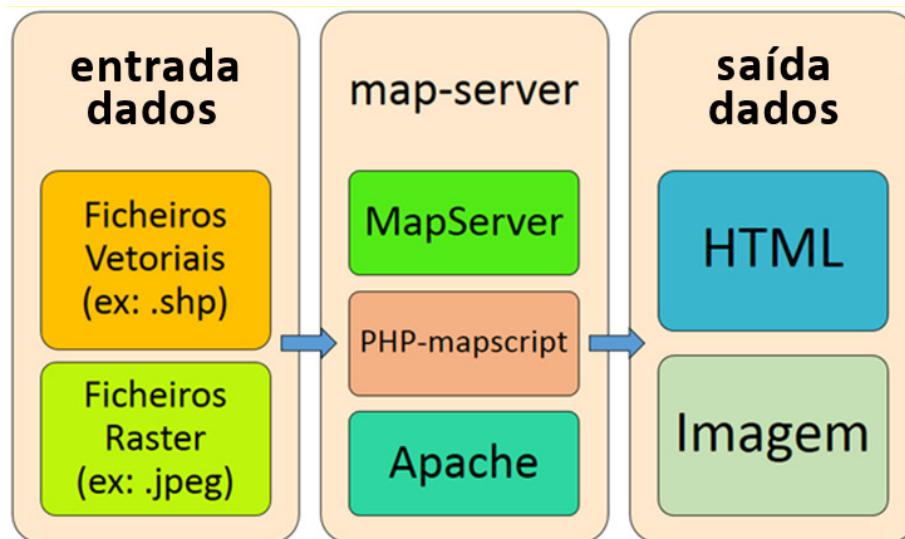 entrada
dados
Ficheiros
Vetoriais
(ex: .shp)
Ficheiros
Raster
(ex: .jpeg)
map-server
MapServer
PHP-mapscript
Apache
saída
dados
HTML
Imagem